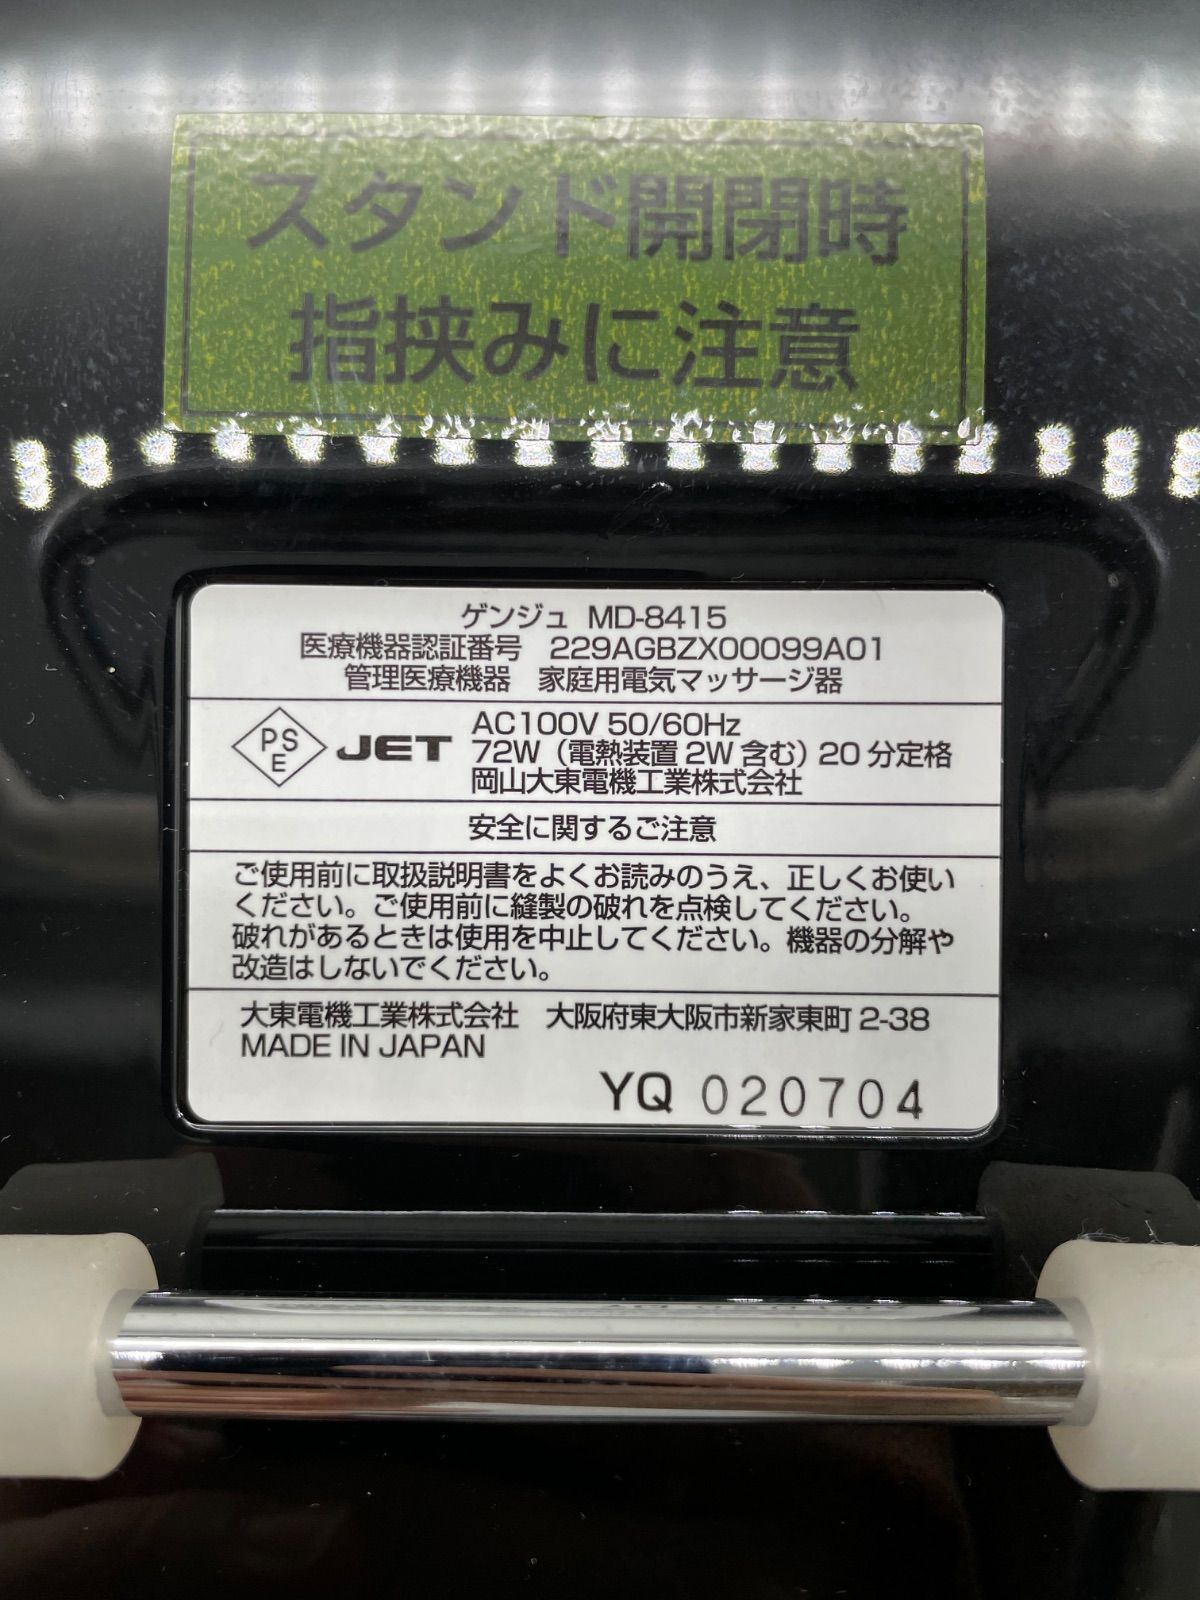 スタンド開閉時
指挟みに注意
ゲンジュ MD-8415
医療機器認証番号 229AGBZX00099A01
管理医療機器 家庭用電気マッサージ器
PSE JET AC100V 50/60Hz
72W（電熱装置 2W 含む）20 分定格
岡山大東電機工業株式会社
安全に関するご注意
ご使用前に取扱説明書をよくお読みのうえ、正しくお使い
ください。ご使用前に縫製の破れを点検してください。
破れがあるときは使用を中止してください。機器の分解や
改造はしないでください。
大東電機工業株式会社 大阪府東大阪市新家東町 2-38
MADE IN JAPAN
YQ 020704